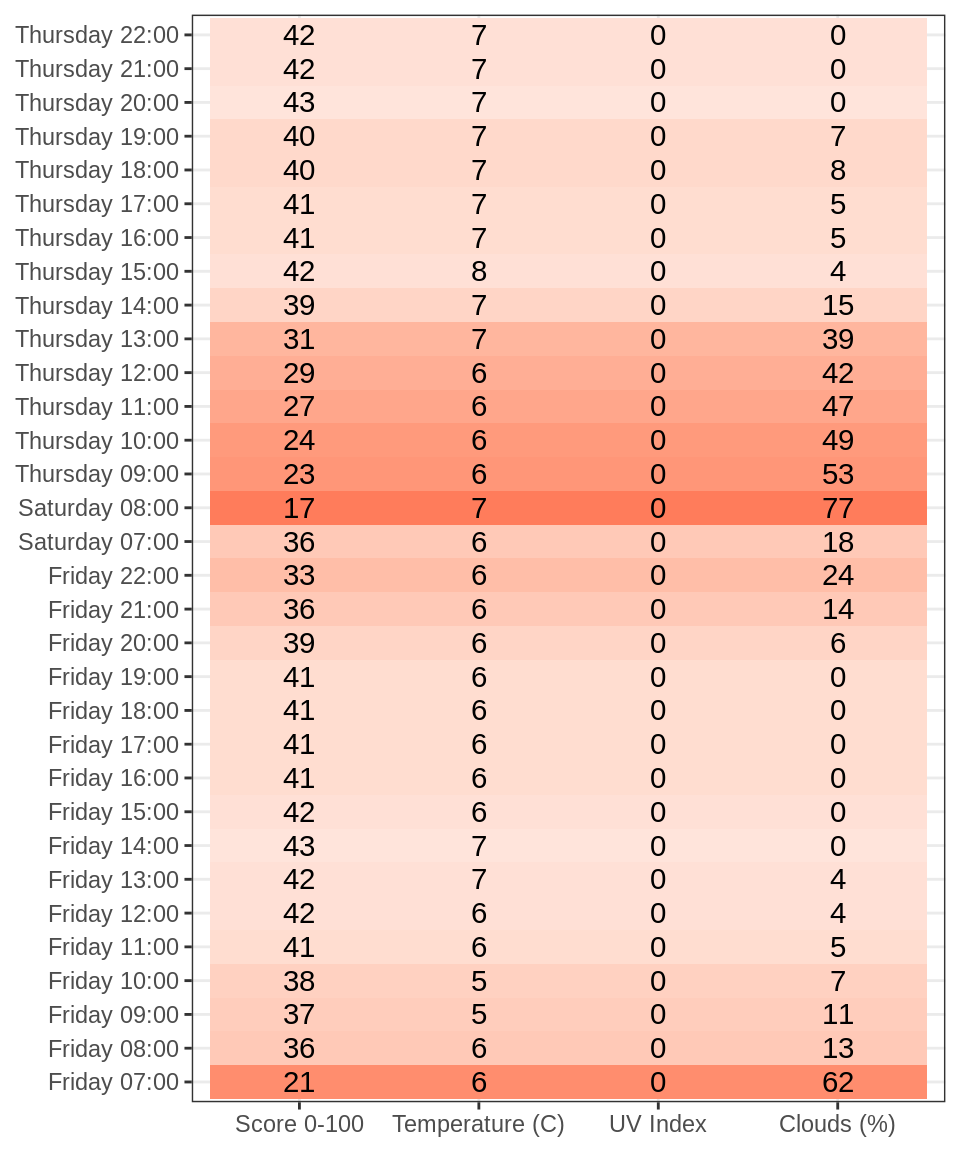 Thursday 22:00 42 7 0 0
Thursday 21:00 42 7 0 0
Thursday 20:00 43 7 0 0
Thursday 19:00 40 7 0 7
Thursday 18:00 40 7 0 8
Thursday 17:00 41 7 0 5
Thursday 16:00 41 7 0 5
Thursday 15:00 42 8 0 4
Thursday 14:00 39 7 0 15
Thursday 13:00 31 7 0 39
Thursday 12:00 29 6 0 42
Thursday 11:00 27 6 0 47
Thursday 10:00 24 6 0 49
Thursday 09:00 23 6 0 53
Saturday 08:00 17 7 0 77
Saturday 07:00 36 6 0 18
Friday 22:00 33 6 0 24
Friday 21:00 36 6 0 14
Friday 20:00 39 6 0 6
Friday 19:00 41 6 0 0
Friday 18:00 41 6 0 0
Friday 17:00 41 6 0 0
Friday 16:00 41 6 0 0
Friday 15:00 42 6 0 0
Friday 14:00 43 7 0 0
Friday 13:00 42 7 0 4
Friday 12:00 42 6 0 4
Friday 11:00 41 6 0 5
Friday 10:00 38 5 0 7
Friday 09:00 37 5 0 11
Friday 08:00 36 6 0 13
Friday 07:00 21 6 0 62
Score 0-100 Temperature (C) UV Index Clouds (%)